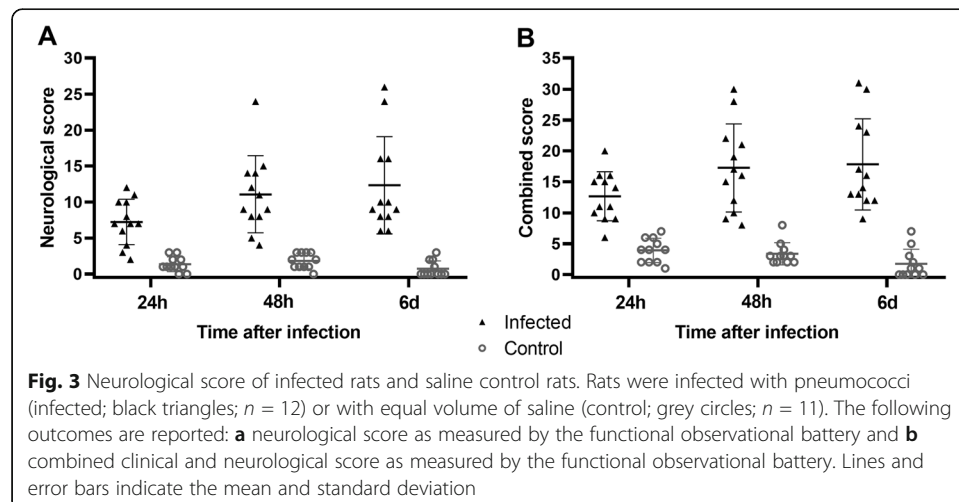 A
B
30
25
20
15
10
5
0
Neurological score
24h 48h 6d
Time after infection
35
30
25
20
15
10
5
0
Combined score
24h 48h 6d
Time after infection
Infected
Control
Fig. 3 Neurological score of infected rats and saline control rats. Rats were infected with pneumococci
(infected; black triangles; n = 12) or with equal volume of saline (control; grey circles; n = 11). The following
outcomes are reported: a neurological score as measured by the functional observational battery and b
combined clinical and neurological score as measured by the functional observational battery. Lines and
error bars indicate the mean and standard deviation